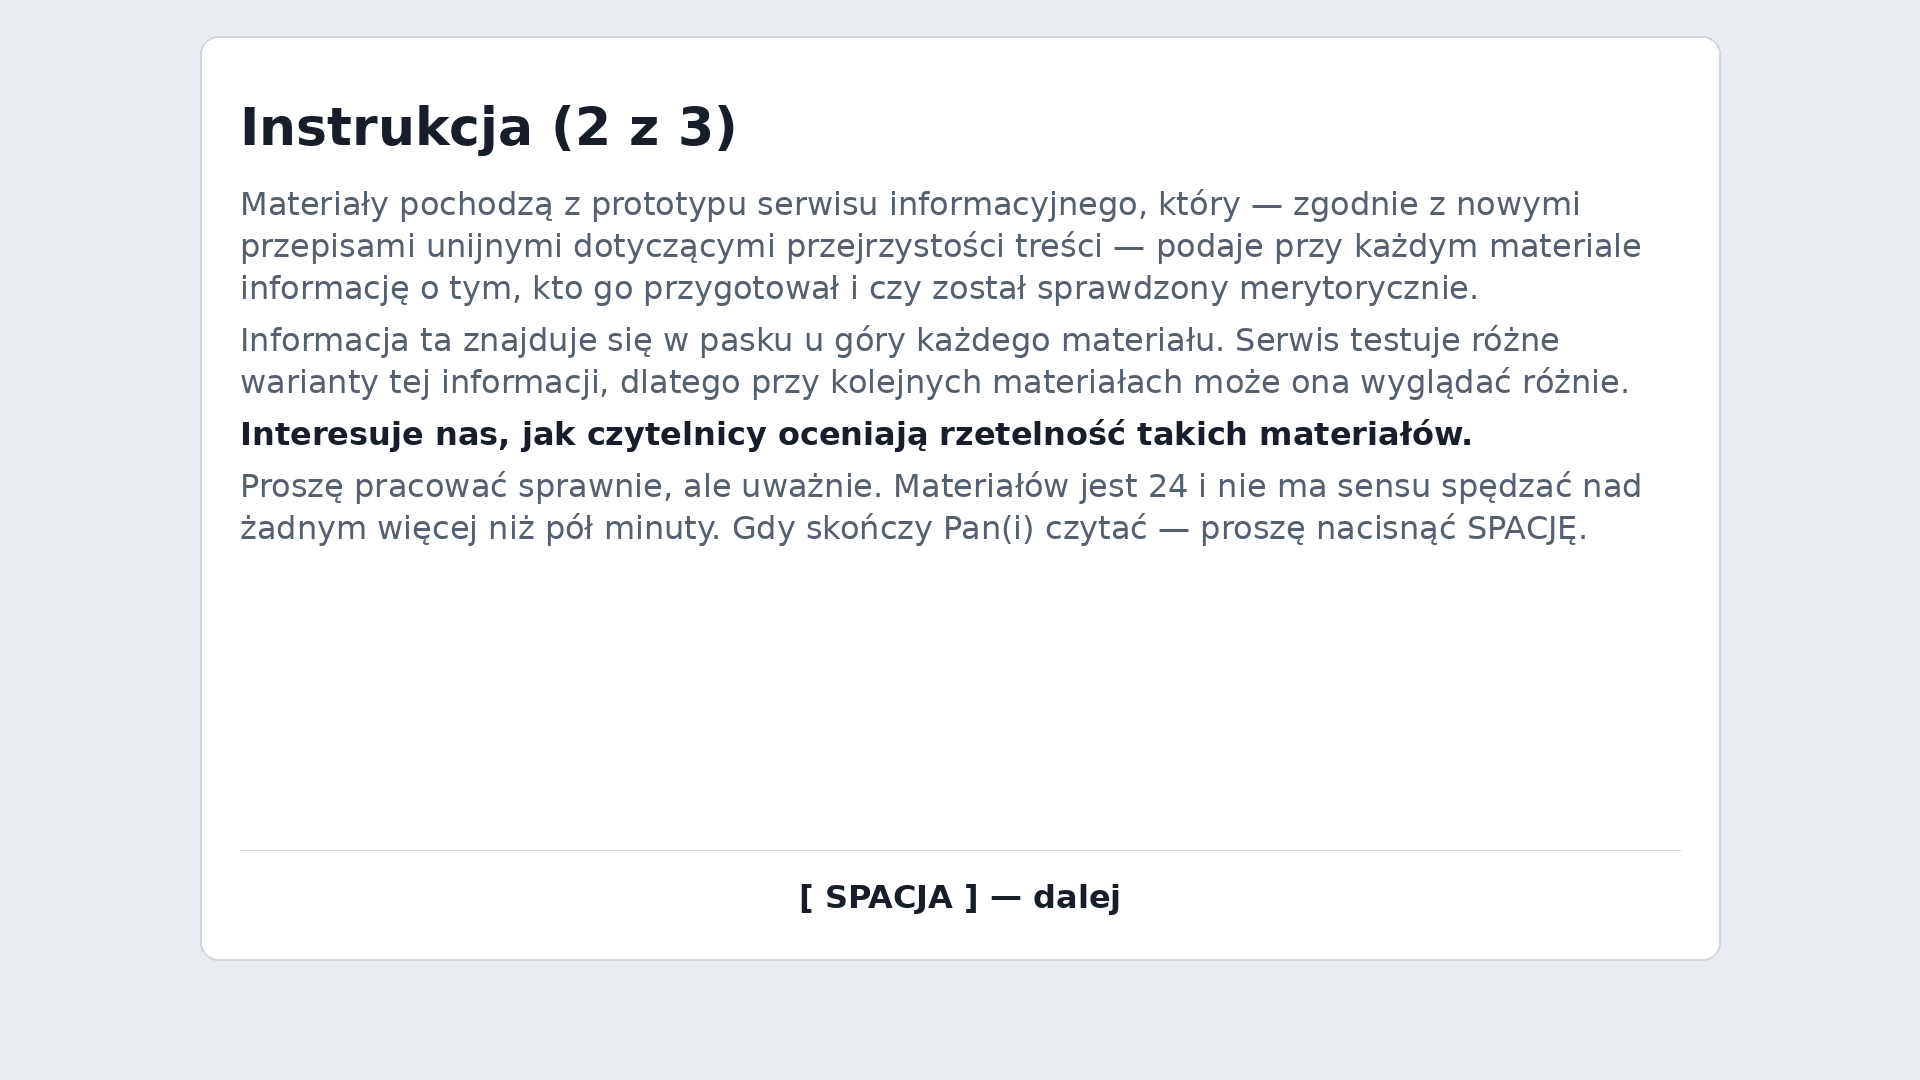 Instrukcja (2 z 3)
Materiały pochodzą z prototypu serwisu informacyjnego, który — zgodnie z nowymi
przepisami unijnymi dotyczącymi przejrzystości treści — podaje przy każdym materiale
informację o tym, kto go przygotował i czy został sprawdzony merytorycznie.
Informacja ta znajduje się w pasku u góry każdego materiału. Serwis testuje różne
warianty tej informacji, dlatego przy kolejnych materiałach może ona wyglądać różnie.
Interesuje nas, jak czytelnicy oceniają rzetelność takich materiałów.
Proszę pracować sprawnie, ale uważnie. Materiałów jest 24 i nie ma sensu spędzać nad
żadnym więcej niż pół minuty. Gdy skończy Pan(i) czytać — proszę nacisnąć SPACJĘ.
[ SPACJA ] — dalej